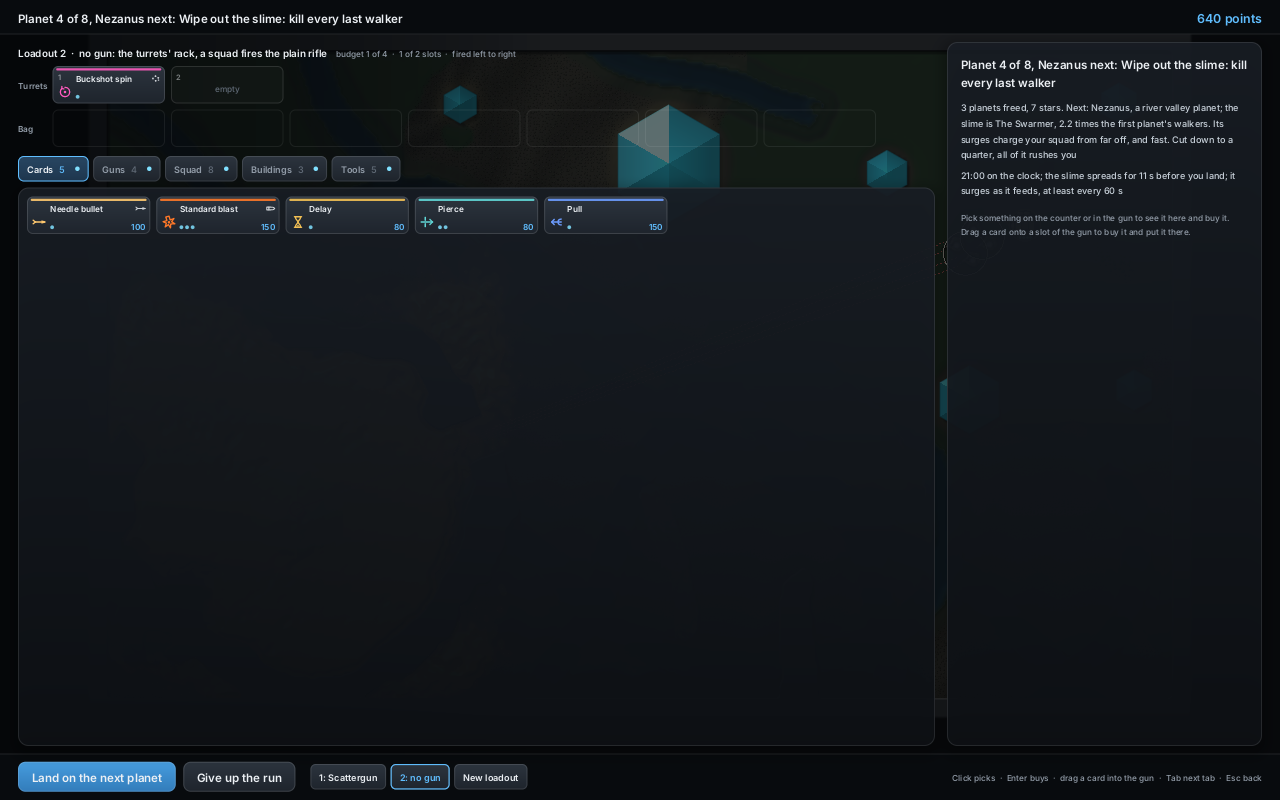 Planet 4 of 8, Nezanus next: Wipe out the slime: kill every last walker
640 points
Loadout 2 · no gun: the turrets' rack, a squad fires the plain rifle budget 1 of 4 · 1 of 2 slots · fired left to right
Turrets
1 Buckshot spin
2 empty
Bag
Cards 5
Guns 4
Squad 8
Buildings 3
Tools 5
Needle bullet 100
Standard blast 150
Delay 80
Pierce 80
Pull 150
Planet 4 of 8, Nezanus next: Wipe out the slime: kill
every last walker
3 planets freed, 7 stars. Next: Nezanus, a river valley planet; the
slime is The Swarmer, 2.2 times the first planet's walkers. Its
surges charge your squad from far off, and fast. Cut down to a
quarter, all of it rushes you
21:00 on the clock; the slime spreads for 11 s before you land; it
surges as it feeds, at least every 60 s
Pick something on the counter or in the gun to see it here and buy it.
Drag a card onto a slot of the gun to buy it and put it there.
Land on the next planet
Give up the run
1: Scattergun
2: no gun
New loadout
Click picks · Enter buys · drag a card into the gun · Tab next tab · Esc back